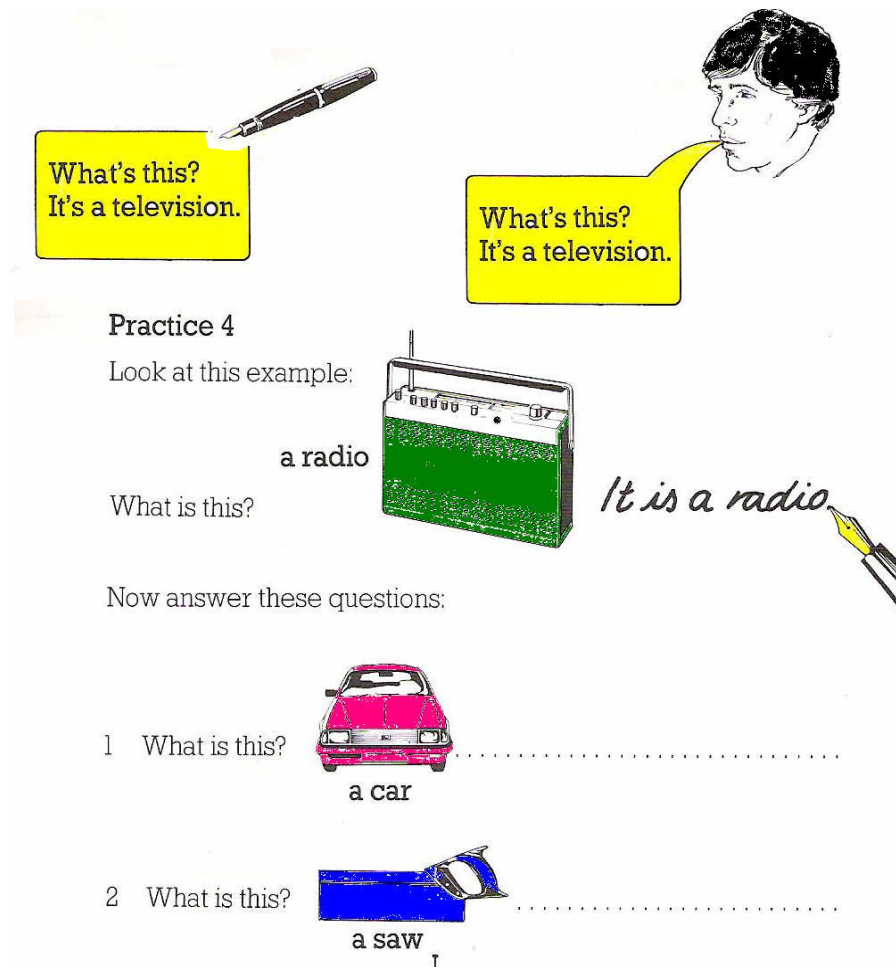 What's this?
It's a television.
What's this?
It's a television.
Practice 4
Look at this example:
a radio
What is this?
It is a radio.
Now answer these questions:
1 What is this? ........................................
a car
2 What is this? ..................................
a saw